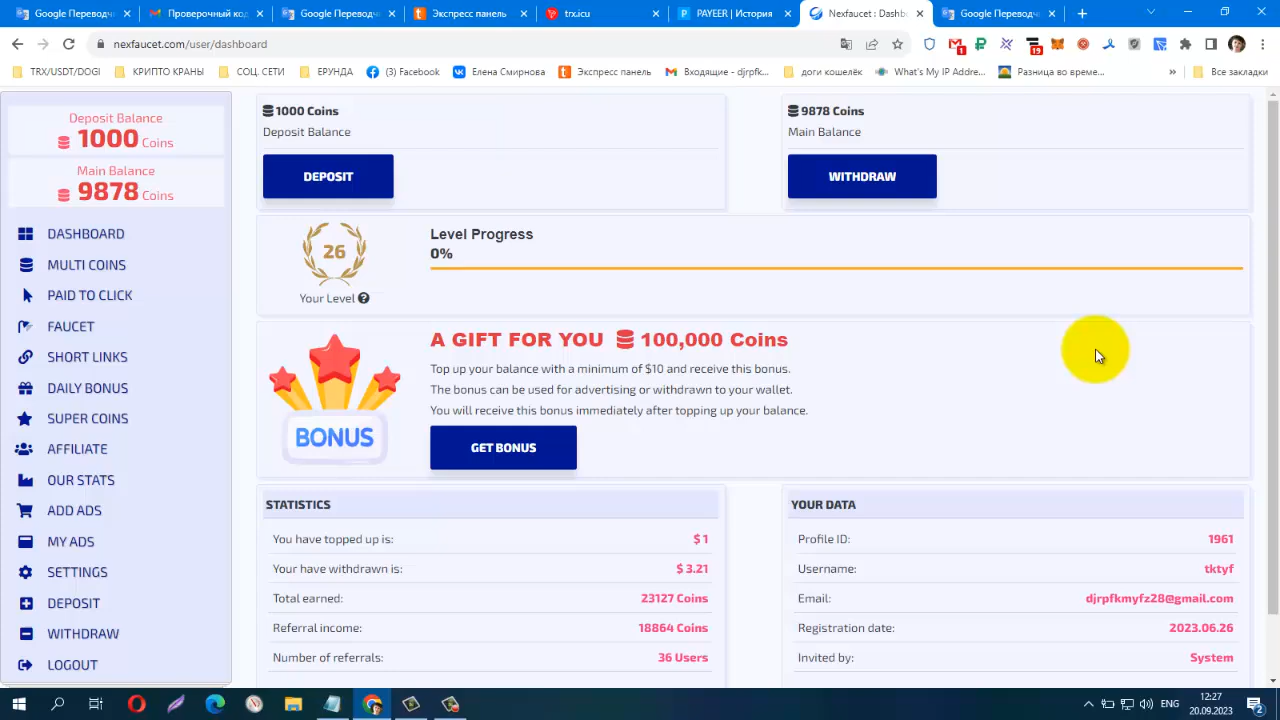 Google Переводч
Проверочный код
Google Переводч
Экспресс панель
trx.icu
PAYEER | История
Nexfaucet : Dashb
Google Переводч
nexfaucet.com/user/dashboard
1
19
TRX/USDT/DOGI
КРИПТО КРАНЫ
СОЦ. СЕТИ
ЕРУНДА
(3) Facebook
Елена Смирнова
Экспресс панель
Входящие - djrpfk...
доги кошелёк
What's My IP Addre...
Разница во време...
»
Все закладки
Deposit Balance
1000 Coins
Main Balance
9878 Coins
DASHBOARD
MULTI COINS
PAID TO CLICK
FAUCET
SHORT LINKS
DAILY BONUS
SUPER COINS
AFFILIATE
OUR STATS
ADD ADS
MY ADS
SETTINGS
DEPOSIT
WITHDRAW
LOGOUT
1000 Coins
Deposit Balance
DEPOSIT
9878 Coins
Main Balance
WITHDRAW
26
Your Level ?
Level Progress
0%
BONUS
A GIFT FOR YOU 100,000 Coins
Top up your balance with a minimum of $10 and receive this bonus.
The bonus can be used for advertising or withdrawn to your wallet.
You will receive this bonus immediately after topping up your balance.
GET BONUS
STATISTICS
You have topped up is: $ 1
Your have withdrawn is: $ 3.21
Total earned: 23127 Coins
Referral income: 18864 Coins
Number of referrals: 36 Users
YOUR DATA
Profile ID: 1961
Username: tktyf
Email: djrpfkmyfz28@gmail.com
Registration date: 2023.06.26
Invited by: System
ENG
12:27
20.09.2023
2